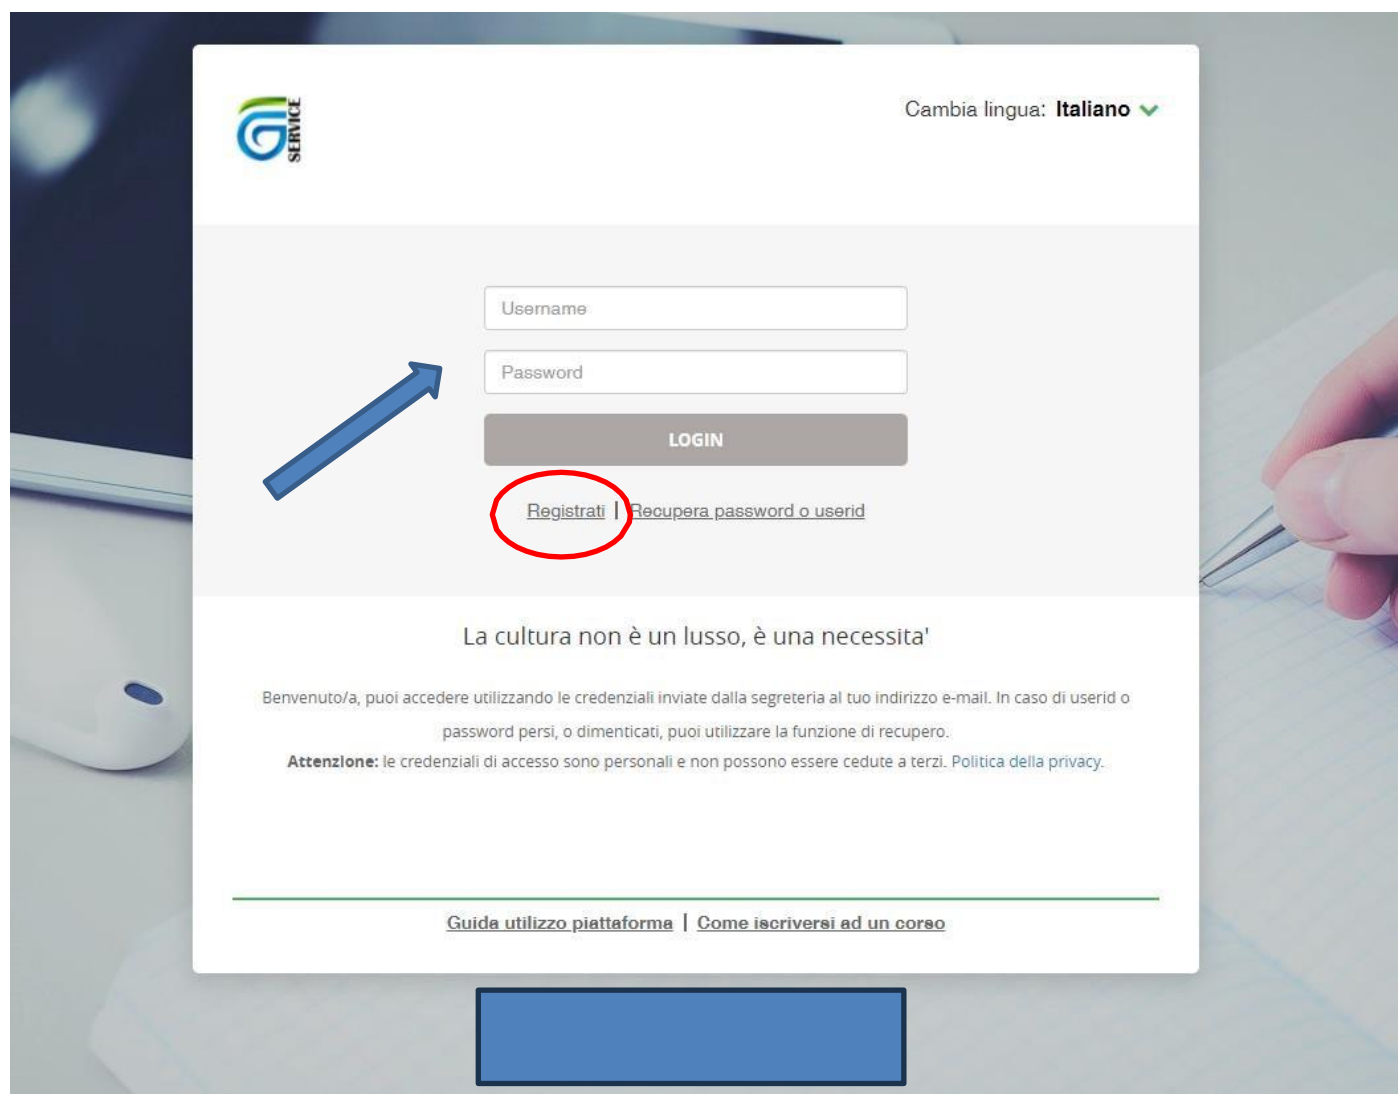 SERVICE
Cambia lingua: Italiano
Username
Password
LOGIN
Registrati | Recupera password o userid
La cultura non è un lusso, è una necessita'
Benvenuto/a, puoi accedere utilizzando le credenziali inviate dalla segreteria al tuo indirizzo e-mail. In caso di userid o
password persi, o dimenticati, puoi utilizzare la funzione di recupero.
Attenzione: le credenziali di accesso sono personali e non possono essere cedute a terzi. Politica della privacy.
Guida utilizzo piattaforma | Come iscriversi ad un corso